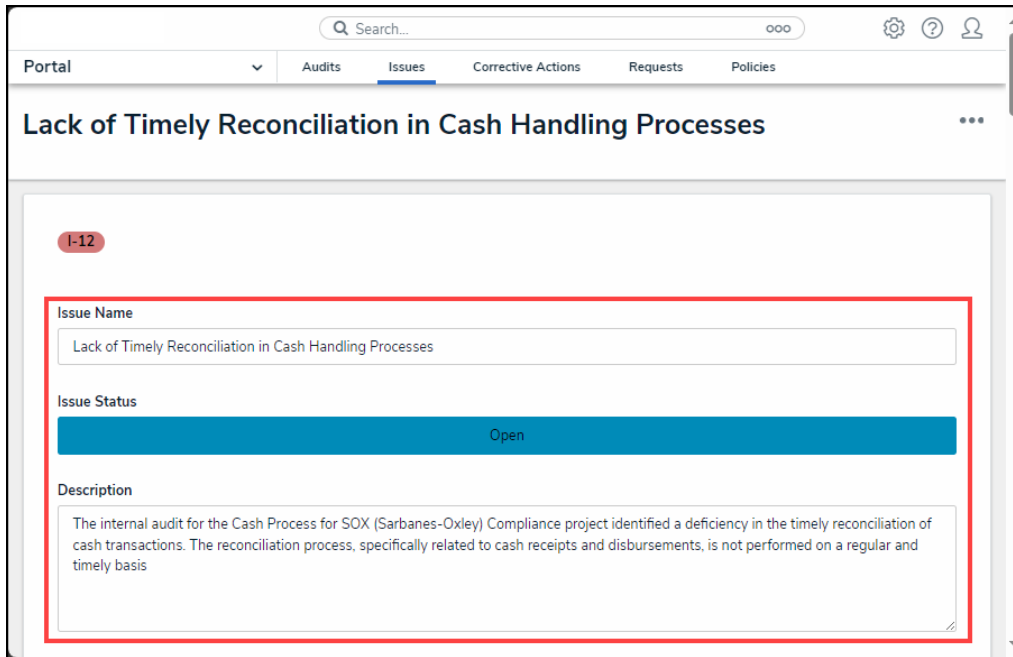 Search...
Portal
Audits
Issues
Corrective Actions
Requests
Policies
Lack of Timely Reconciliation in Cash Handling Processes
I-12
Issue Name
Lack of Timely Reconciliation in Cash Handling Processes
Issue Status
Open
Description
The internal audit for the Cash Process for SOX (Sarbanes-Oxley) Compliance project identified a deficiency in the timely reconciliation of
cash transactions. The reconciliation process, specifically related to cash receipts and disbursements, is not performed on a regular and
timely basis